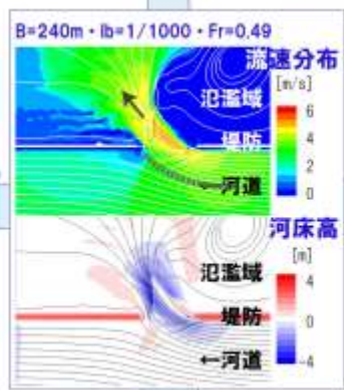 B=240m・Ib=1/1000・Fr=0.49
流速分布
[m/s]
氾濫域
6
堤防
4
2
←河道
0
河床高
[m]
氾濫域
4
堤防
0
←河道
-4